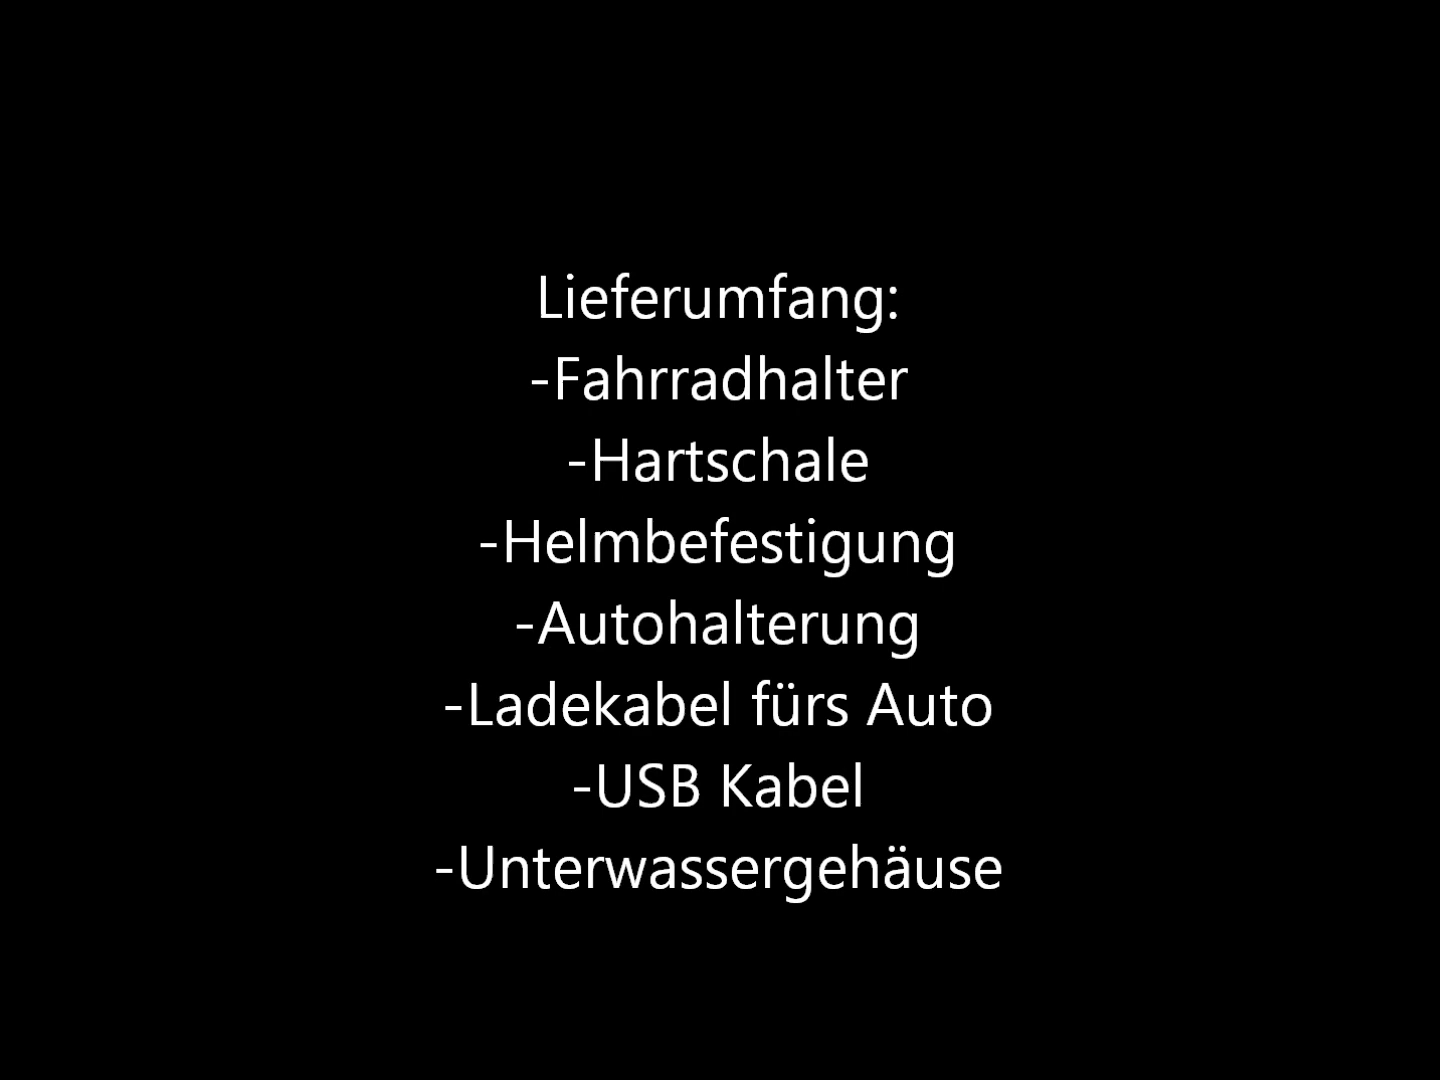 Lieferumfang:
-Fahrradhalter
-Hartschale
-Helmbefestigung
-Autohalterung
-Ladekabel fürs Auto
-USB Kabel
-Unterwassergehäuse